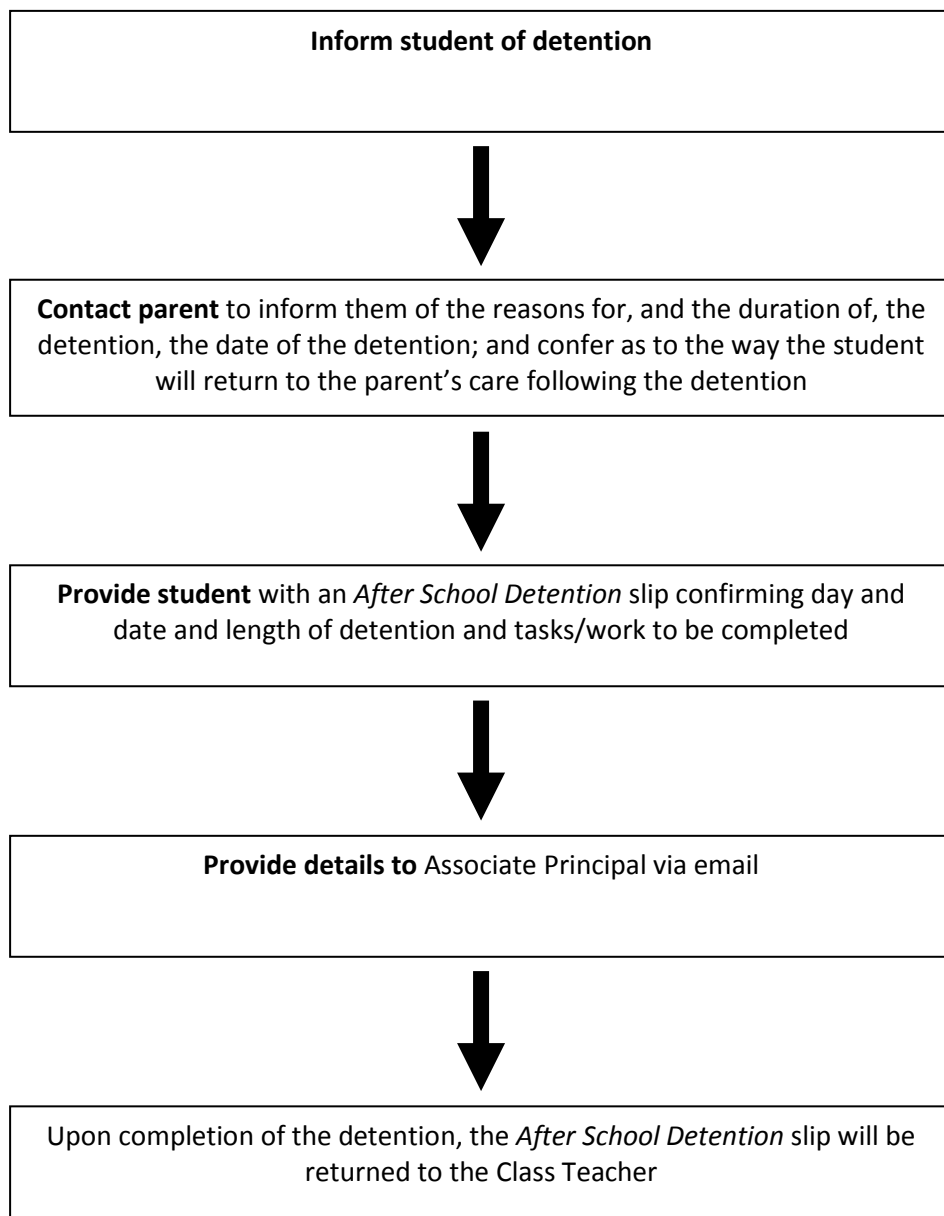 Inform student of detention
Contact parent to inform them of the reasons for, and the duration of, the
detention, the date of the detention; and confer as to the way the student
will return to the parent’s care following the detention
Provide student with an After School Detention slip confirming day and
date and length of detention and tasks/work to be completed
Provide details to Associate Principal via email
Upon completion of the detention, the After School Detention slip will be
returned to the Class Teacher